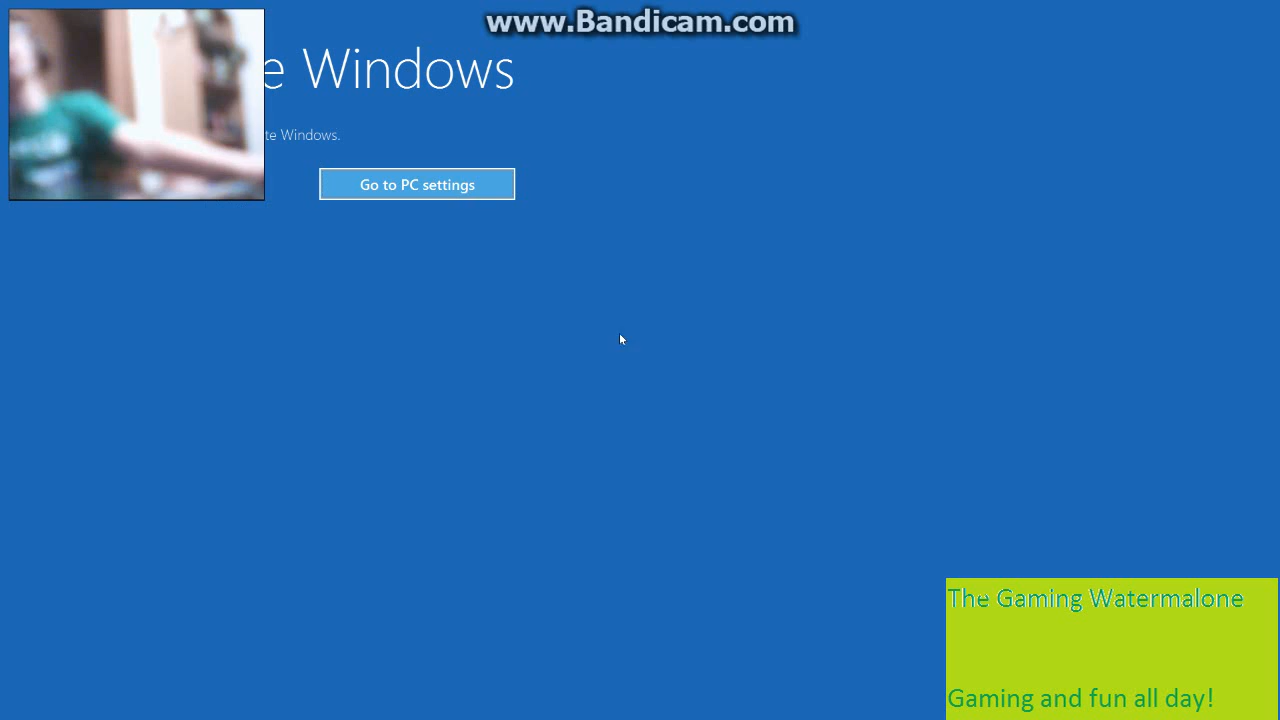 www.Bandicam.com
e Windows
te Windows.
Go to PC settings
The Gaming Watermalone
Gaming and fun all day!